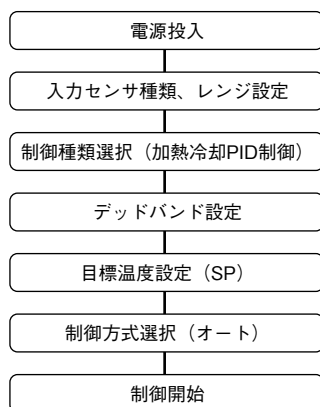 電源投入
入力センサ種類、レンジ設定
制御種類選択（加熱冷却PID制御）
デッドバンド設定
目標温度設定（SP）
制御方式選択（オート）
制御開始